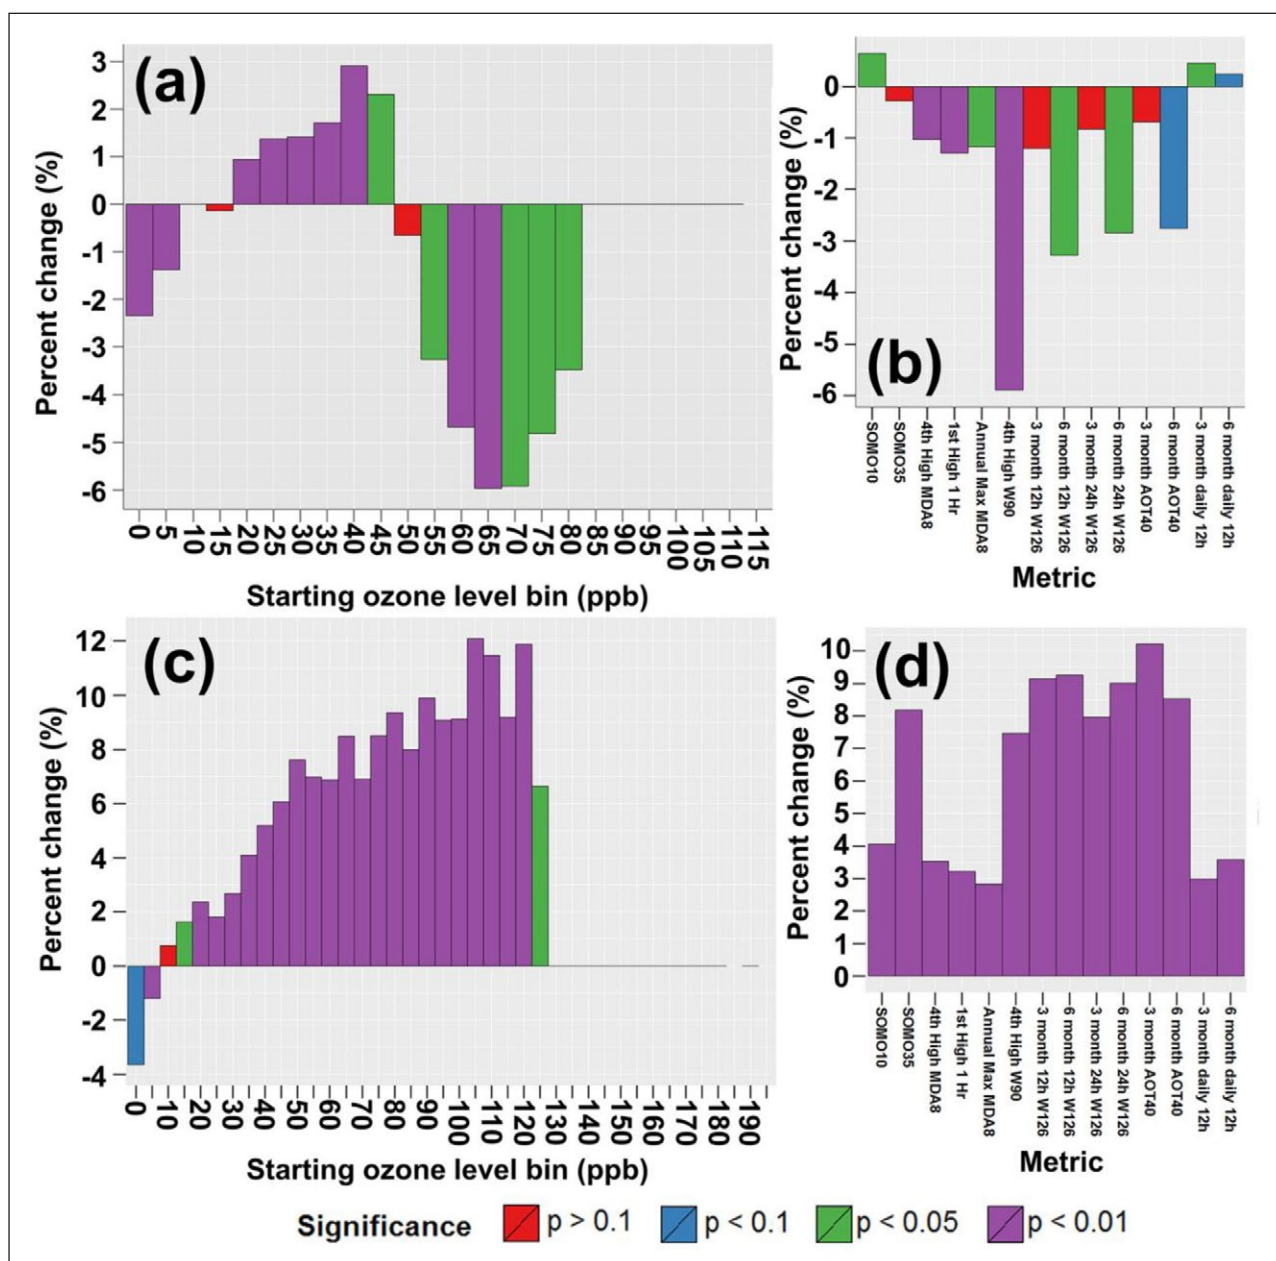 (a)
Percent change (%)
3
2
1
0
-1
-2
-3
-4
-5
-6
0 5 10 15 20 25 30 35 40 45 50 55 60 65 70 75 80 85 90 95 100 105 110 115
Starting ozone level bin (ppb)
(b)
Percent change (%)
0
-1
-2
-3
-4
-5
-6
SOMO10
SOMO35
4th High MDA8
1st High 1 Hr
Annual Max MDA8
4th High W90
3 month 12h W126
6 month 12h W126
3 month 24h W126
6 month 24h W126
3 month AOT40
6 month AOT40
3 month daily 12h
6 month daily 12h
Metric
(c)
Percent change (%)
12
10
8
6
4
2
0
-2
-4
0 10 20 30 40 50 60 70 80 90 100 110 120 130 140 150 160 170 180 190
Starting ozone level bin (ppb)
(d)
Percent change (%)
10
9
8
7
6
5
4
3
2
1
0
SOMO10
SOMO35
4th High MDA8
1st High 1 Hr
Annual Max MDA8
4th High W90
3 month 12h W126
6 month 12h W126
3 month 24h W126
6 month 24h W126
3 month AOT40
6 month AOT40
3 month daily 12h
6 month daily 12h
Metric
Significance p > 0.1 p < 0.1 p < 0.05 p < 0.01